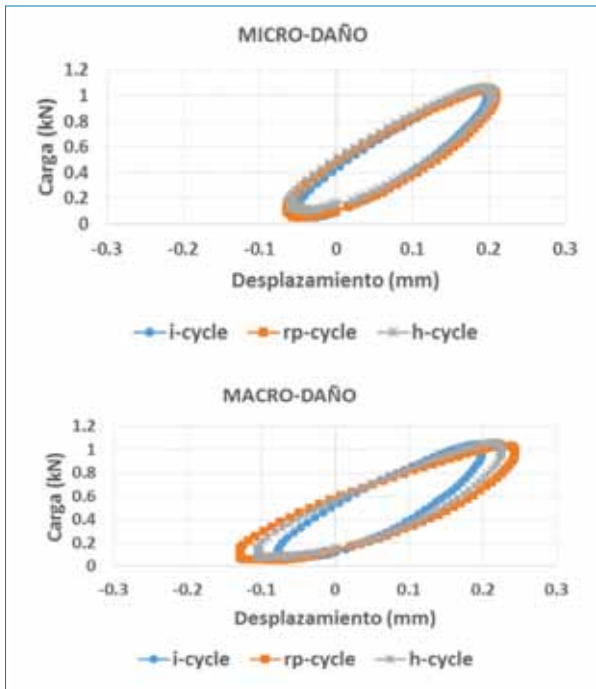 MICRO-DAÑO
Carga (kN)
1.2
1
0.8
0.6
0.4
0.2
0
-0.3 -0.2 -0.1 0 0.1 0.2 0.3
Desplazamiento (mm)
i-cycle rp-cycle h-cycle
MACRO-DAÑO
Carga (kN)
1.2
1
0.8
0.6
0.4
0.2
0
-0.3 -0.2 -0.1 0 0.1 0.2 0.3
Desplazamiento (mm)
i-cycle rp-cycle h-cycle